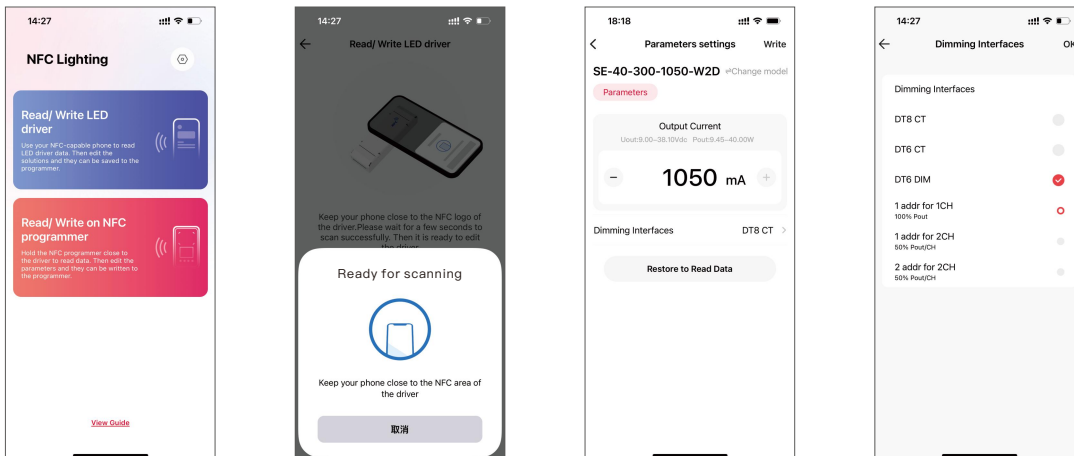 14:27
NFC Lighting
Read/ Write LED
driver
Use your NFC-capable phone to read
LED driver data. Then edit the
solutions and they can be saved to the
programmer.
Read/ Write on NFC
programmer
Hold the NFC programmer close to
the driver to read data. Then edit the
parameters and they can be written to
the programmer.
View Guide
14:27
Read/ Write LED driver
Keep your phone close to the NFC logo of
the driver.Please wait for a few seconds to
scan successfully. Then it is ready to edit
the driver
Ready for scanning
Keep your phone close to the NFC area of
the driver
取消
18:18
Parameters settings Write
SE-40-300-1050-W2D ⇌Change model
Parameters
Output Current
Uout:9.00~38.10Vdc Pout:9.45~40.00W
− 1050 mA +
Dimming Interfaces DT8 CT >
Restore to Read Data
14:27
Dimming Interfaces OK
Dimming Interfaces
DT8 CT
DT6 CT
DT6 DIM
1 addr for 1CH
100% Pout
1 addr for 2CH
50% Pout/CH
2 addr for 2CH
50% Pout/CH